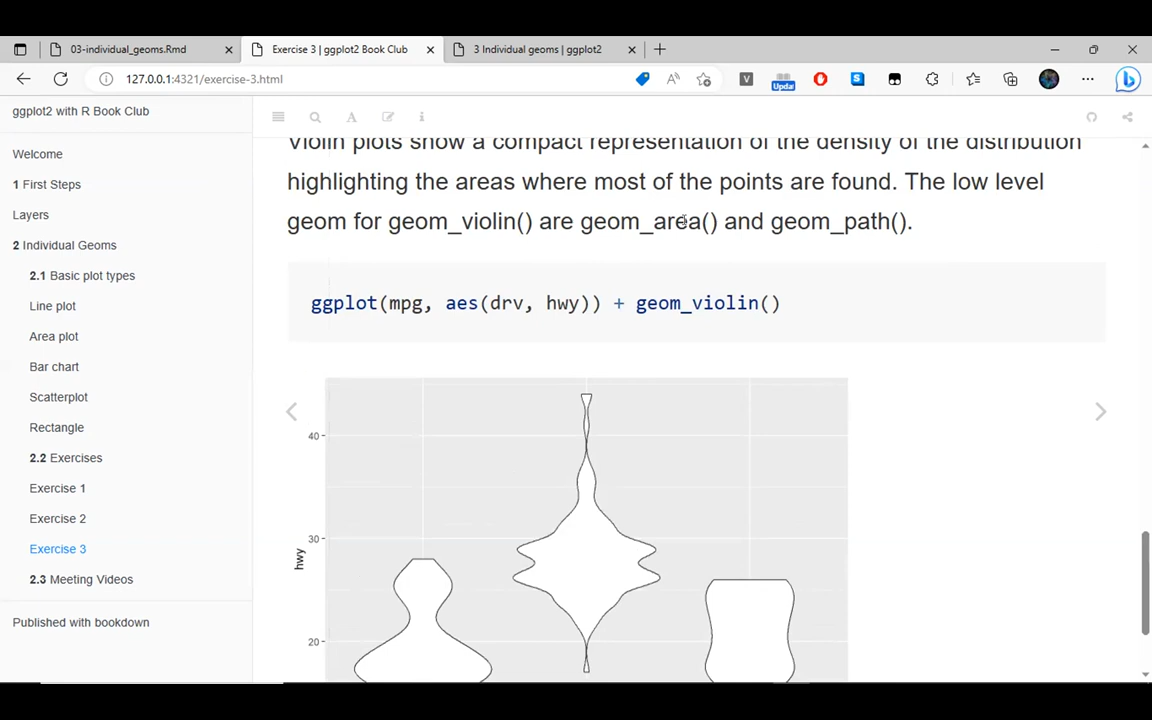 03-individual_geoms.Rmd
Exercise 3 | ggplot2 Book Club
3 Individual geoms | ggplot2
127.0.0.1:4321/exercise-3.html
V
Updat
S
b
ggplot2 with R Book Club
Welcome
1 First Steps
Layers
2 Individual Geoms
2.1 Basic plot types
Line plot
Area plot
Bar chart
Scatterplot
Rectangle
2.2 Exercises
Exercise 1
Exercise 2
Exercise 3
2.3 Meeting Videos
Published with bookdown
A
i
Violin plots show a compact representation of the density of the distribution
highlighting the areas where most of the points are found. The low level
geom for geom_violin() are geom_area() and geom_path().
ggplot(mpg, aes(drv, hwy)) + geom_violin()
40
30
20
hwy